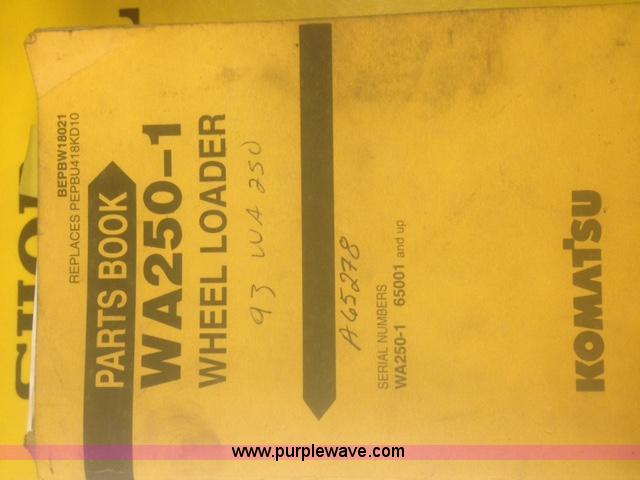 BEPBW18021
REPLACES PEPBU418KD10
PARTS BOOK
WA250-1
WHEEL LOADER
93 WA 250
A65278
SERIAL NUMBERS
WA250-1 65001 and up
KOMATSU
www.purplewave.com